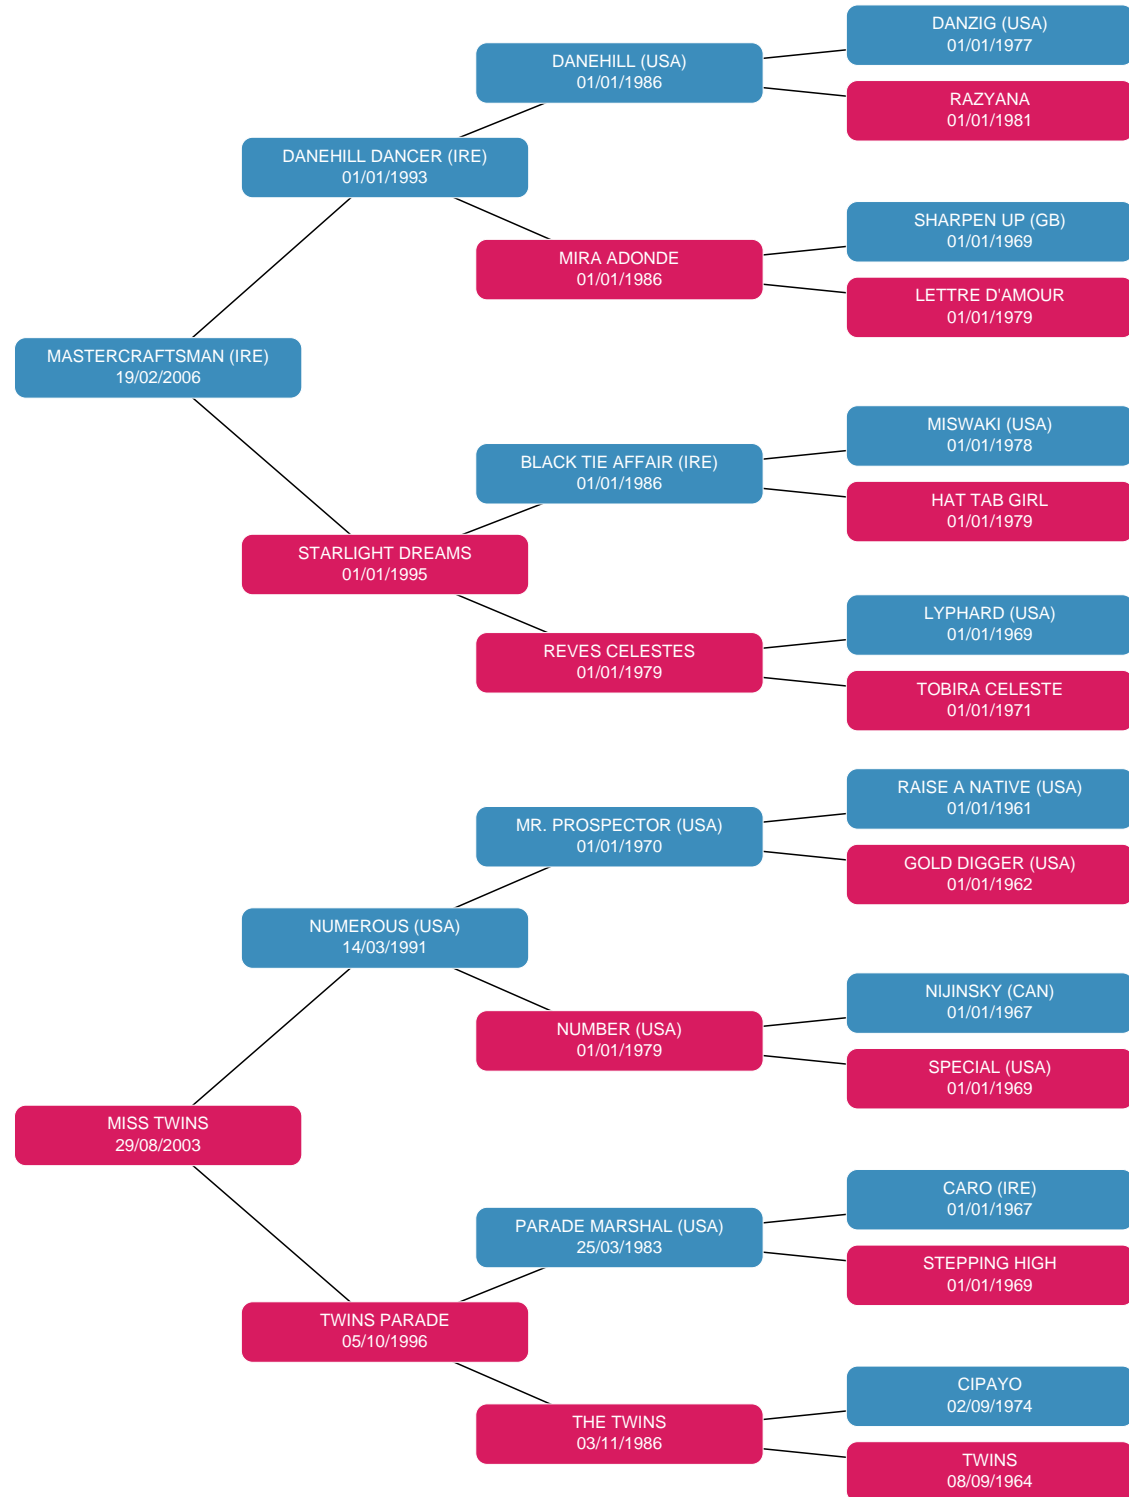 DANZIG (USA)
01/01/1977
DANEHILL (USA)
01/01/1986
RAZYANA
01/01/1981
DANEHILL DANCER (IRE)
01/01/1993
SHARPEN UP (GB)
01/01/1969
MIRA ADONDE
01/01/1986
LETTRE D'AMOUR
01/01/1979
MASTERCRAFTSMAN (IRE)
19/02/2006
MISWAKI (USA)
01/01/1978
BLACK TIE AFFAIR (IRE)
01/01/1986
HAT TAB GIRL
01/01/1979
STARLIGHT DREAMS
01/01/1995
LYPHARD (USA)
01/01/1969
REVES CELESTES
01/01/1979
TOBIRA CELESTE
01/01/1971
RAISE A NATIVE (USA)
01/01/1961
MR. PROSPECTOR (USA)
01/01/1970
GOLD DIGGER (USA)
01/01/1962
NUMEROUS (USA)
14/03/1991
NIJINSKY (CAN)
01/01/1967
NUMBER (USA)
01/01/1979
SPECIAL (USA)
01/01/1969
MISS TWINS
29/08/2003
CARO (IRE)
01/01/1967
PARADE MARSHAL (USA)
25/03/1983
STEPPING HIGH
01/01/1969
TWINS PARADE
05/10/1996
CIPAYO
02/09/1974
THE TWINS
03/11/1986
TWINS
08/09/1964